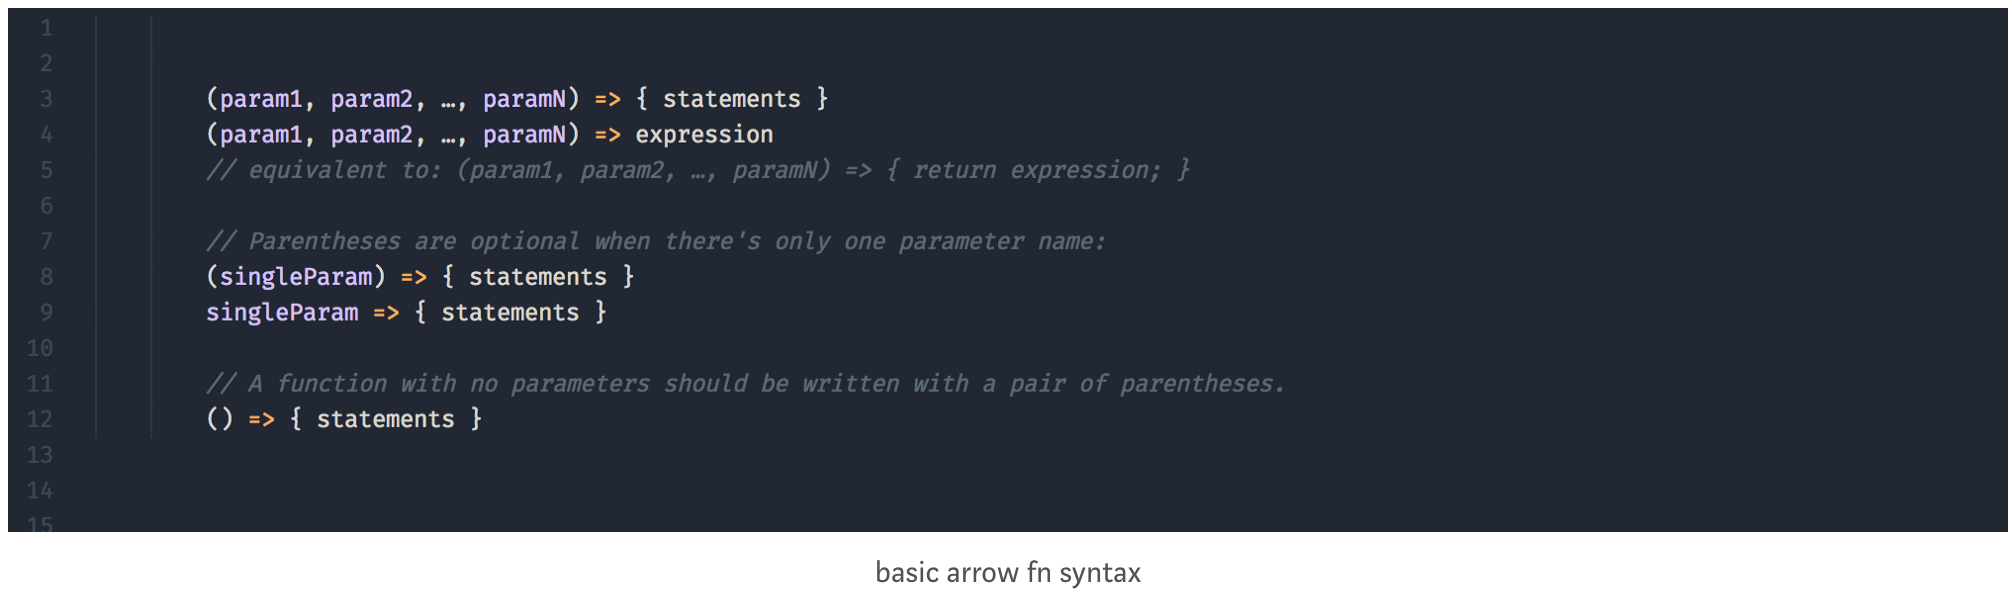 1
2
3 (param1, param2, …, paramN) => { statements }
4 (param1, param2, …, paramN) => expression
5 // equivalent to: (param1, param2, …, paramN) => { return expression; }
6
7 // Parentheses are optional when there's only one parameter name:
8 (singleParam) => { statements }
9 singleParam => { statements }
10
11 // A function with no parameters should be written with a pair of parentheses.
12 () => { statements }
13
14
15
basic arrow fn syntax